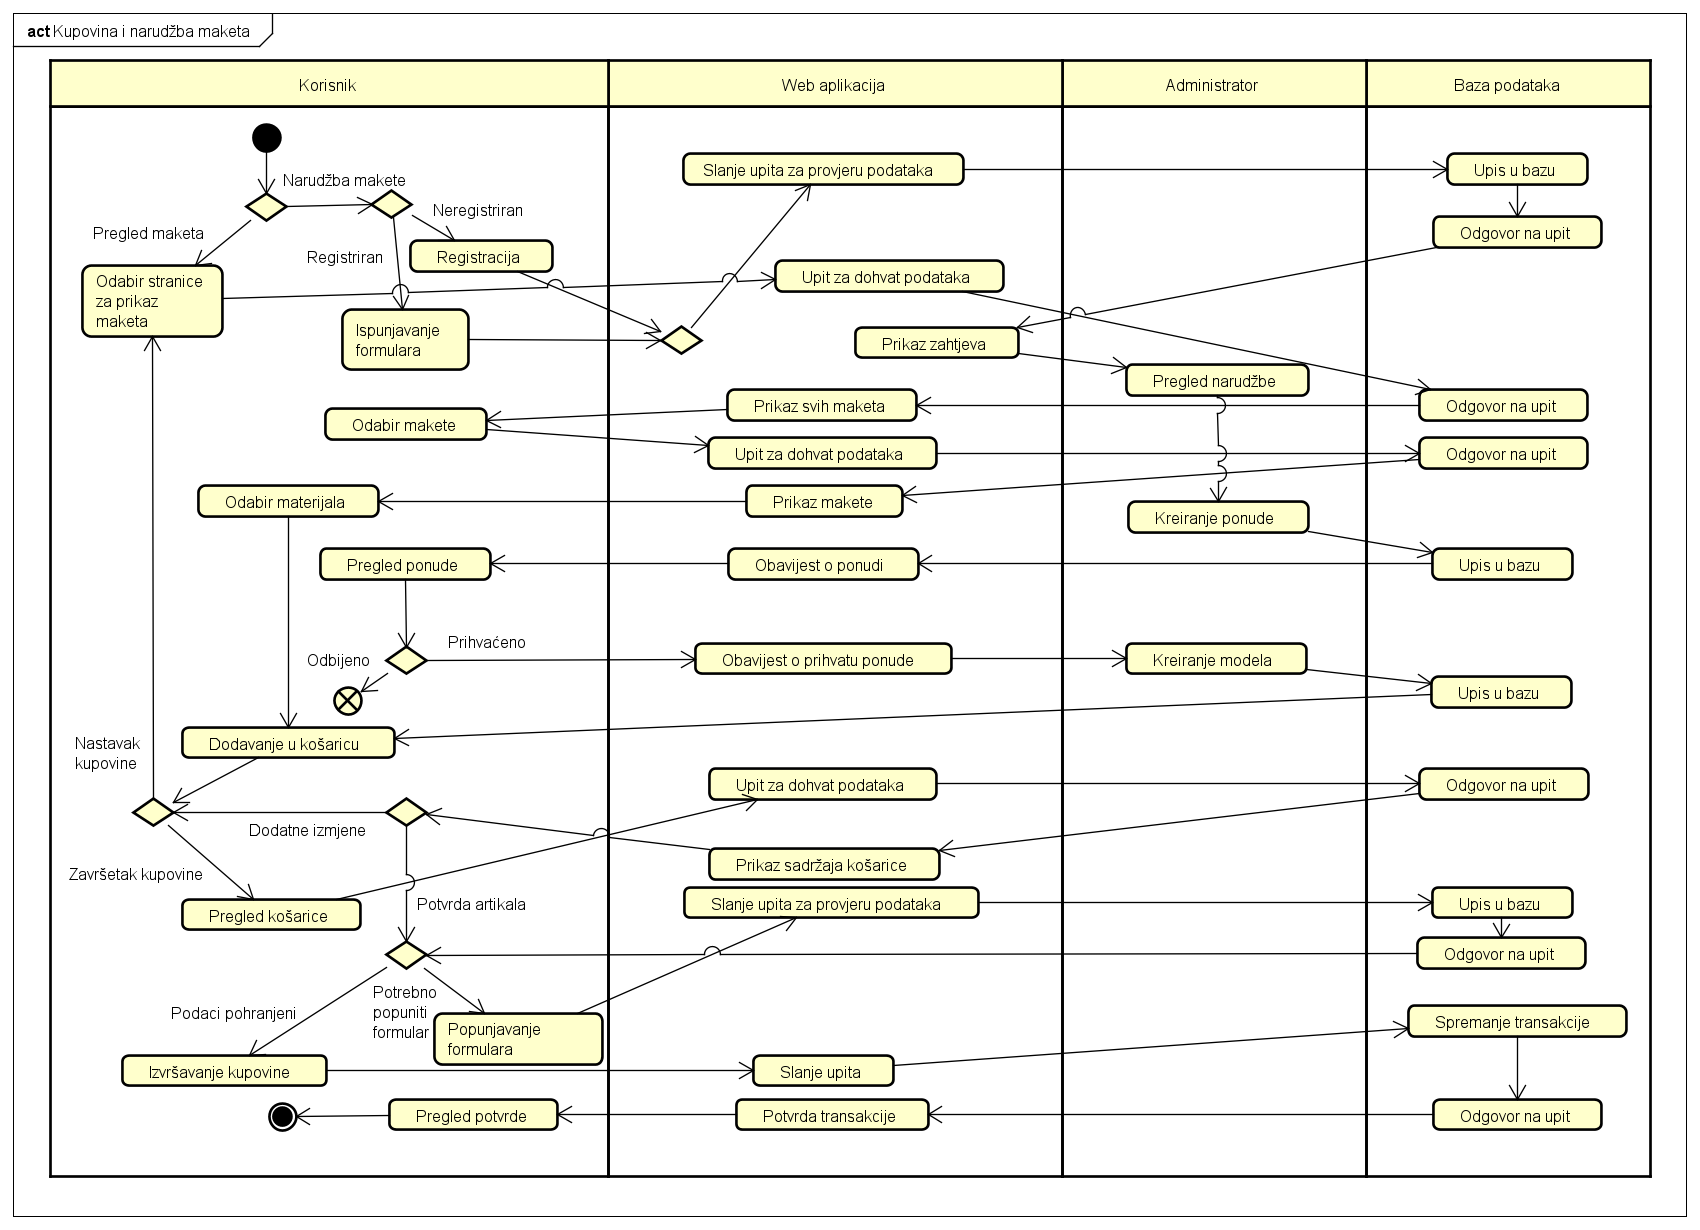 act Kupovina i narudžba maketa
Korisnik
Web aplikacija
Administrator
Baza podataka
Narudžba makete
Slanje upita za provjeru podataka
Upis u bazu
Neregistriran
Pregled maketa
Registriran
Registracija
Odgovor na upit
Odabir stranice
za prikaz
maketa
Upit za dohvat podataka
Ispunjavanje
formulara
Prikaz zahtjeva
Pregled narudžbe
Prikaz svih maketa
Odgovor na upit
Odabir makete
Upit za dohvat podataka
Odgovor na upit
Odabir materijala
Prikaz makete
Kreiranje ponude
Pregled ponude
Obavijest o ponudi
Upis u bazu
Prihvaćeno
Odbijeno
Obavijest o prihvatu ponude
Kreiranje modela
Upis u bazu
Nastavak
kupovine
Dodavanje u košaricu
Upit za dohvat podataka
Odgovor na upit
Dodatne izmjene
Prikaz sadržaja košarice
Završetak kupovine
Pregled košarice
Potvrda artikala
Slanje upita za provjeru podataka
Upis u bazu
Odgovor na upit
Podaci pohranjeni
Potrebno
popuniti
formular
Popunjavanje
formulara
Spremanje transakcije
Izvršavanje kupovine
Slanje upita
Pregled potvrde
Potvrda transakcije
Odgovor na upit